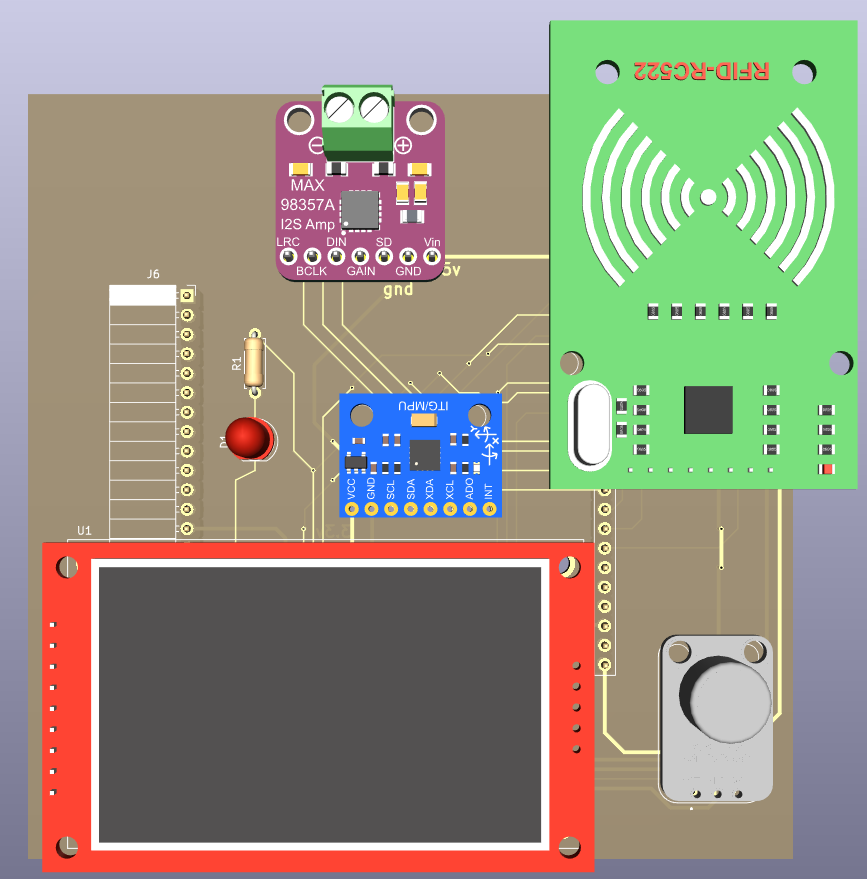 RFID-RC522
MAX
98357A
I2S Amp
LRC
DIN
SD
Vin
BCLK
GAIN
GND
5v
gnd
J6
R1
D1
ITG/MPU
VCC
GND
SCL
SDA
XDA
XCL
ADO
INT
U1